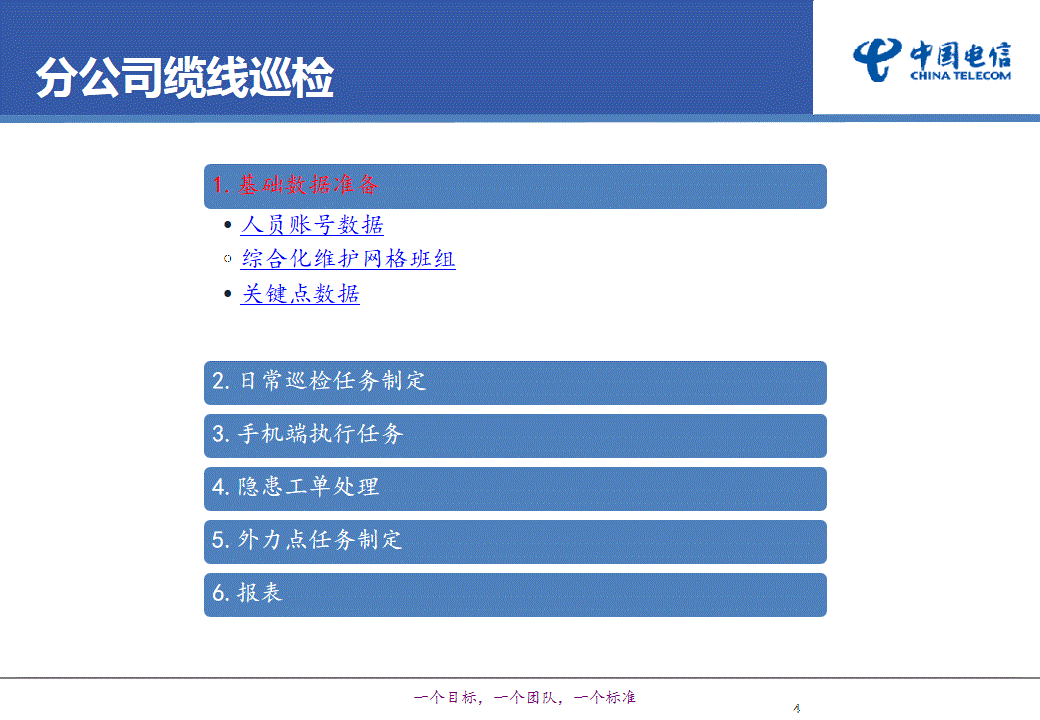 分公司缆线巡检
中国电信
CHINA TELECOM
1.基础数据准备
• 人员账号数据
○ 综合化维护网格班组
• 关键点数据
2.日常巡检任务制定
3.手机端执行任务
4.隐患工单处理
5.外力点任务制定
6.报表
一个目标，一个团队，一个标准
4